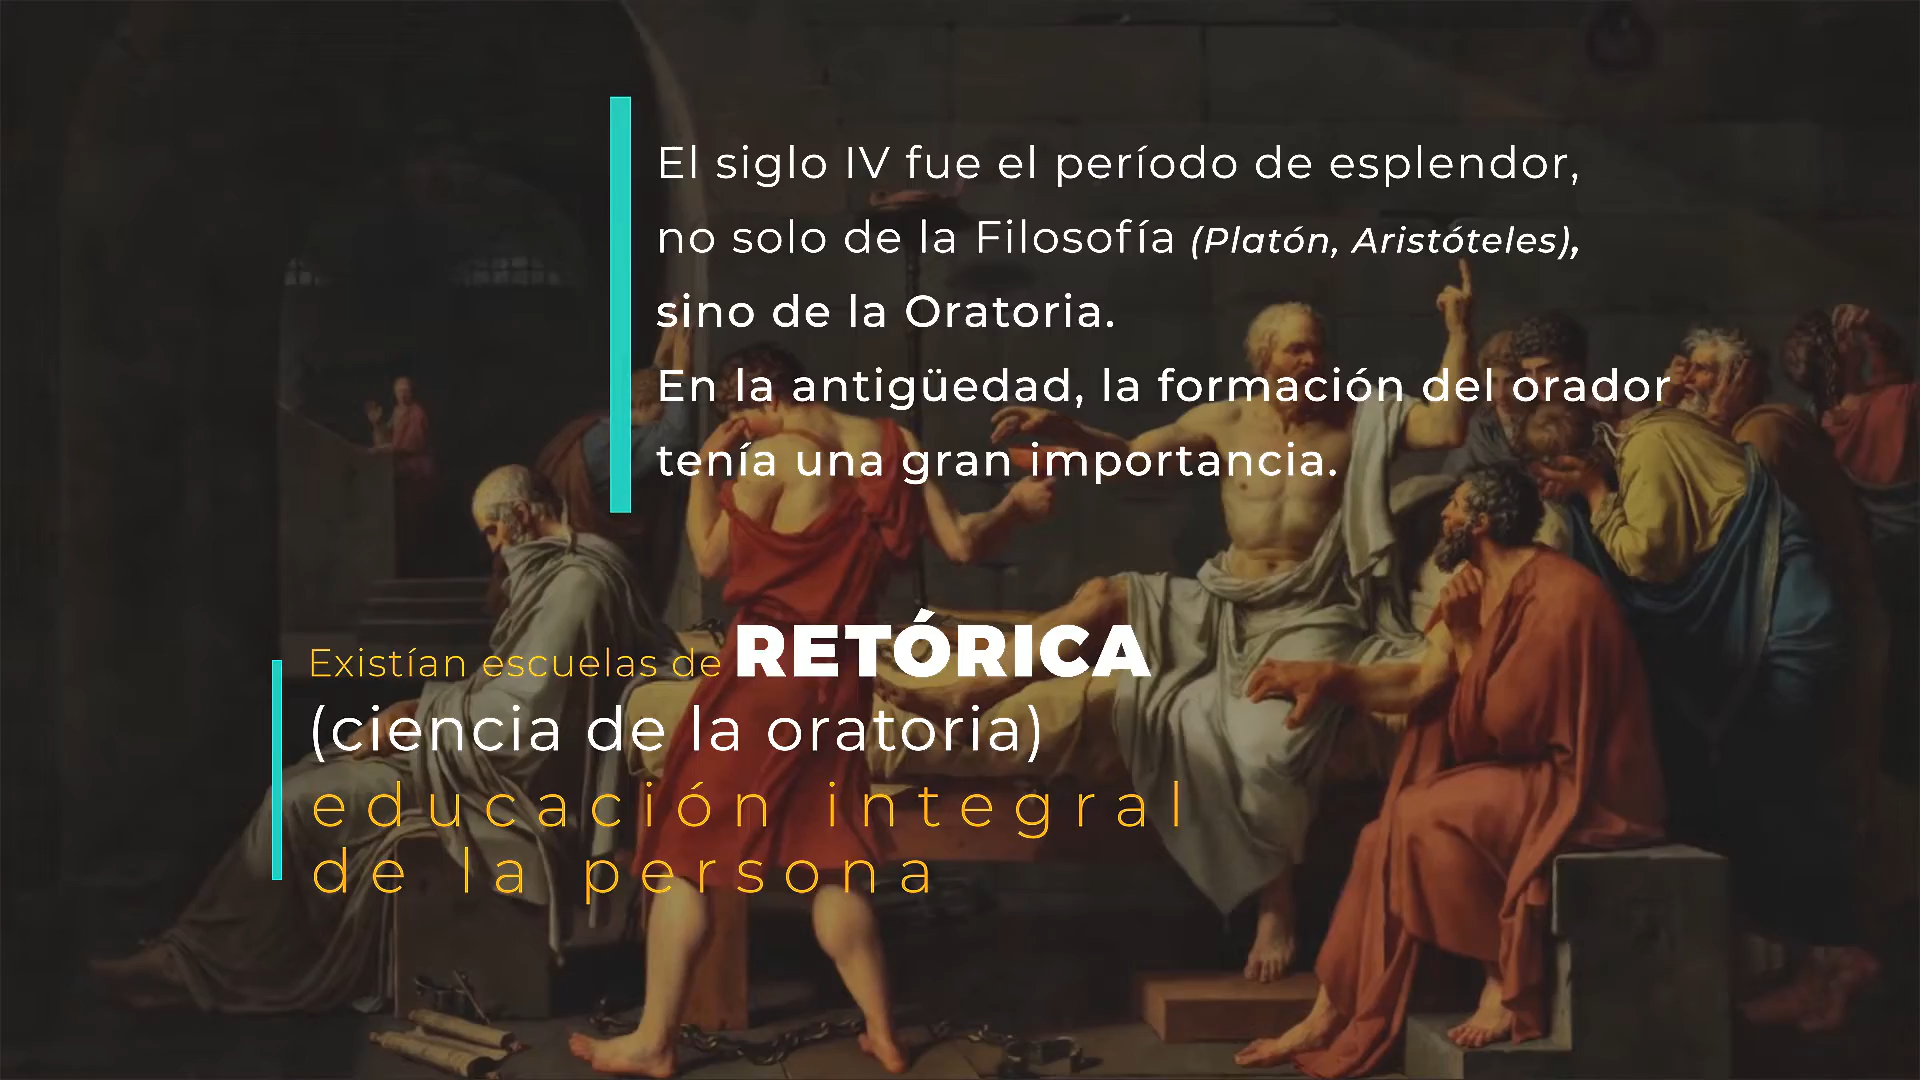 El siglo IV fue el período de esplendor,
no solo de la Filosofía (Platón, Aristóteles),
sino de la Oratoria.
En la antigüedad, la formación del orador
tenía una gran importancia.
Existían escuelas de RETÓRICA
(ciencia de la oratoria)
educación integral
de la persona